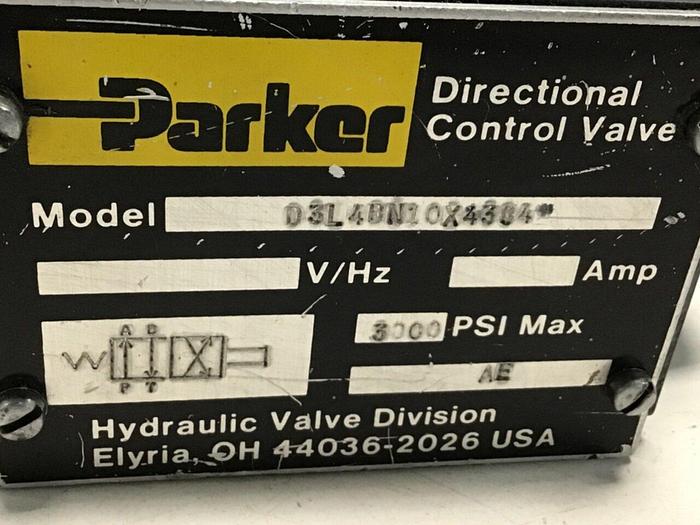 Parker
Directional
Control Valve
Model D3L4BN10X4384"
V/Hz Amp
A B
P T
3000 PSI Max
AE
Hydraulic Valve Division
Elyria, OH 44036-2026 USA